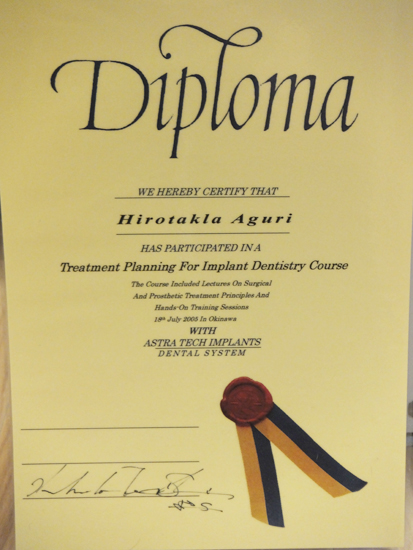 Diploma
WE HEREBY CERTIFY THAT
Hirotakla Aguri
HAS PARTICIPATED IN A
Treatment Planning For Implant Dentistry Course
The Course Included Lectures On Surgical
And Prosthetic Treatment Principles And
Hands-On Training Sessions
18th July 2005 In Okinawa
WITH
ASTRA TECH IMPLANTS
DENTAL SYSTEM